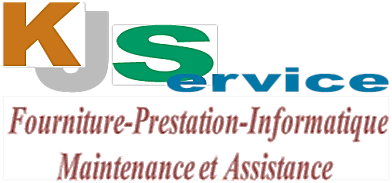 KJService
Fourniture-Prestation-Informatique
Maintenance et Assistance